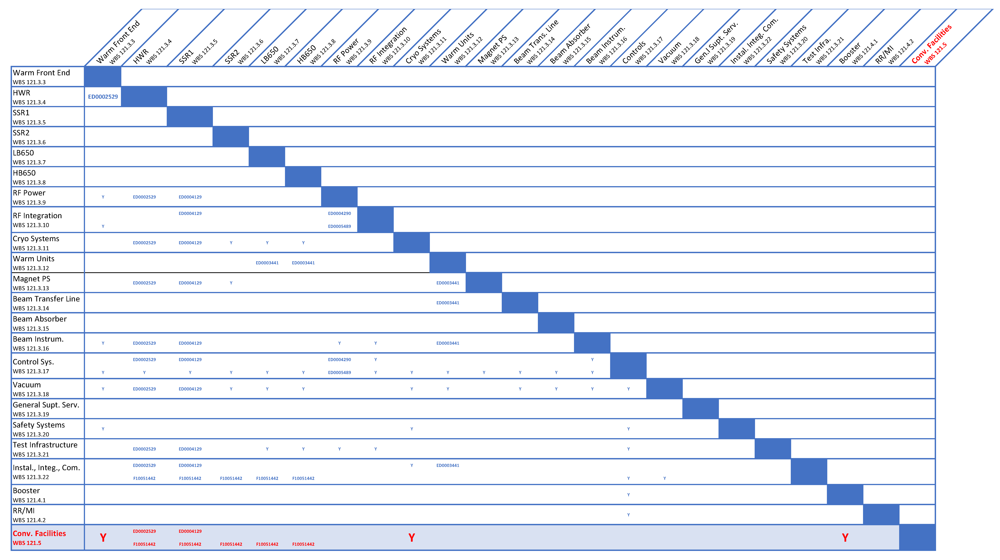 Warm Front End
WBS 121.3.3
HWR
WBS 121.3.4
SSR1
WBS 121.3.5
SSR2
WBS 121.3.6
LB650
WBS 121.3.7
HB650
WBS 121.3.8
RF Power
WBS 121.3.9
RF Integration
WBS 121.3.10
Cryo Systems
WBS 121.3.11
Warm Units
WBS 121.3.12
Magnet PS
WBS 121.3.13
Beam Trans. Line
WBS 121.3.14
Beam Absorber
WBS 121.3.15
Beam Instrum.
WBS 121.3.16
Controls
WBS 121.3.17
Vacuum
WBS 121.3.18
Gen.l Supt. Serv.
WBS 121.3.19
Instal. Integ. Com.
WBS 121.3.22
Safety Systems
WBS 121.3.20
Test Infra.
WBS 121.3.21
Booster
WBS 121.4.1
RR/MI
WBS 121.4.2
Conv. Facilities
WBS 121.5
Warm Front End
WBS 121.3.3
HWR
WBS 121.3.4
ED0002529
SSR1
WBS 121.3.5
SSR2
WBS 121.3.6
LB650
WBS 121.3.7
HB650
WBS 121.3.8
RF Power
WBS 121.3.9
Y ED0002529 ED0004129
RF Integration
WBS 121.3.10
ED0004129 ED0004290
Y ED0005489
Cryo Systems
WBS 121.3.11
ED0002529 ED0004129 Y Y Y
Warm Units
WBS 121.3.12
ED0003441 ED0003441
Magnet PS
WBS 121.3.13
ED0002529 ED0004129 Y ED0003441
Beam Transfer Line
WBS 121.3.14
ED0003441
Beam Absorber
WBS 121.3.15
Beam Instrum.
WBS 121.3.16
Y ED0002529 ED0004129 Y Y ED0003441
Control Sys.
WBS 121.3.17
ED0002529 ED0004129 ED0004290 Y Y
Y Y Y Y Y Y ED0005489 Y Y Y Y Y Y Y
Vacuum
WBS 121.3.18
Y ED0002529 ED0004129 Y Y Y Y Y Y Y Y Y
General Supt. Serv.
WBS 121.3.19
Safety Systems
WBS 121.3.20
Y Y Y
Test Infrastructure
WBS 121.3.21
ED0002529 ED0004129 Y Y Y Y Y
Instal., Integ., Com.
WBS 121.3.22
ED0002529 ED0004129 Y ED0003441
F10051442 F10051442 F10051442 F10051442 F10051442 Y Y
Booster
WBS 121.4.1
Y
RR/MI
WBS 121.4.2
Y
Conv. Facilities
WBS 121.5
ED0002529 ED0004129
Y Y Y
F10051442 F10051442 F10051442 F10051442 F10051442